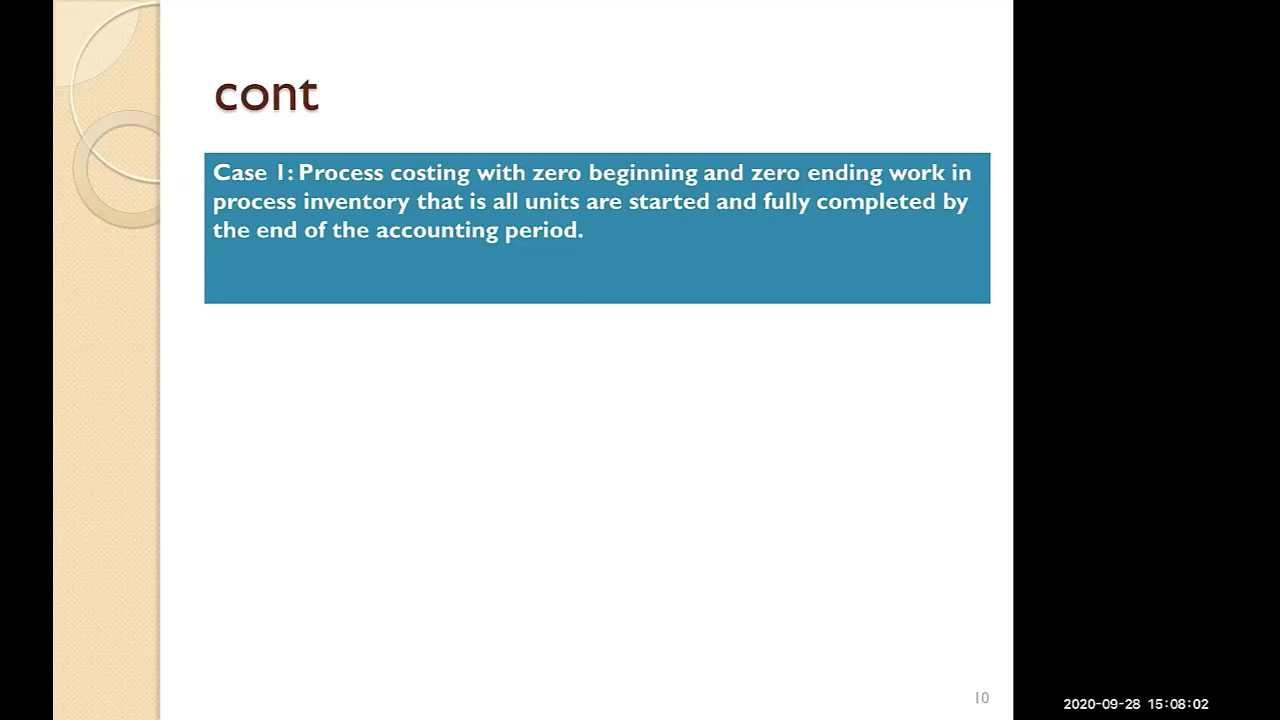 cont
Case 1: Process costing with zero beginning and zero ending work in
process inventory that is all units are started and fully completed by
the end of the accounting period.
10
2020-09-28 15:08:02